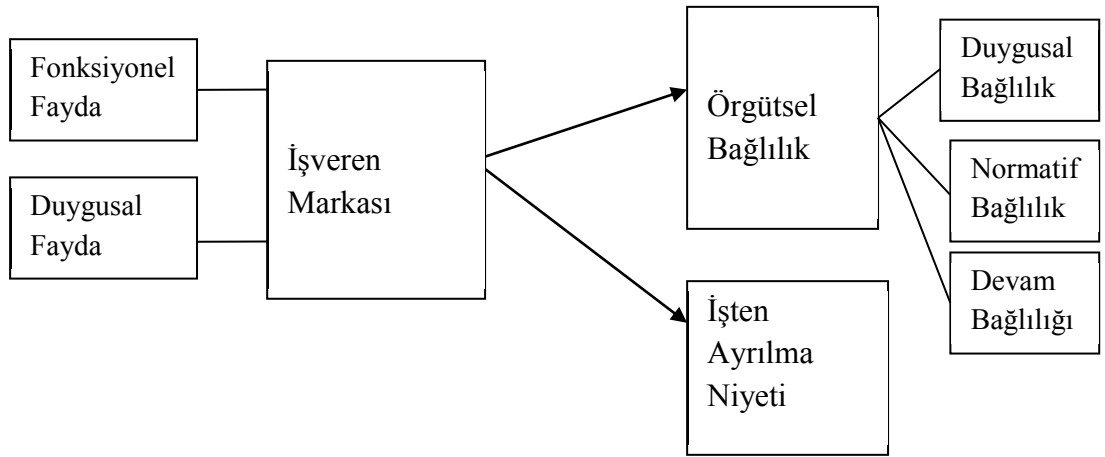 Fonksiyonel
Fayda
Duygusal
Fayda
İşveren
Markası
Örgütsel
Bağlılık
İşten
Ayrılma
Niyeti
Duygusal
Bağlılık
Normatif
Bağlılık
Devam
Bağlılığı